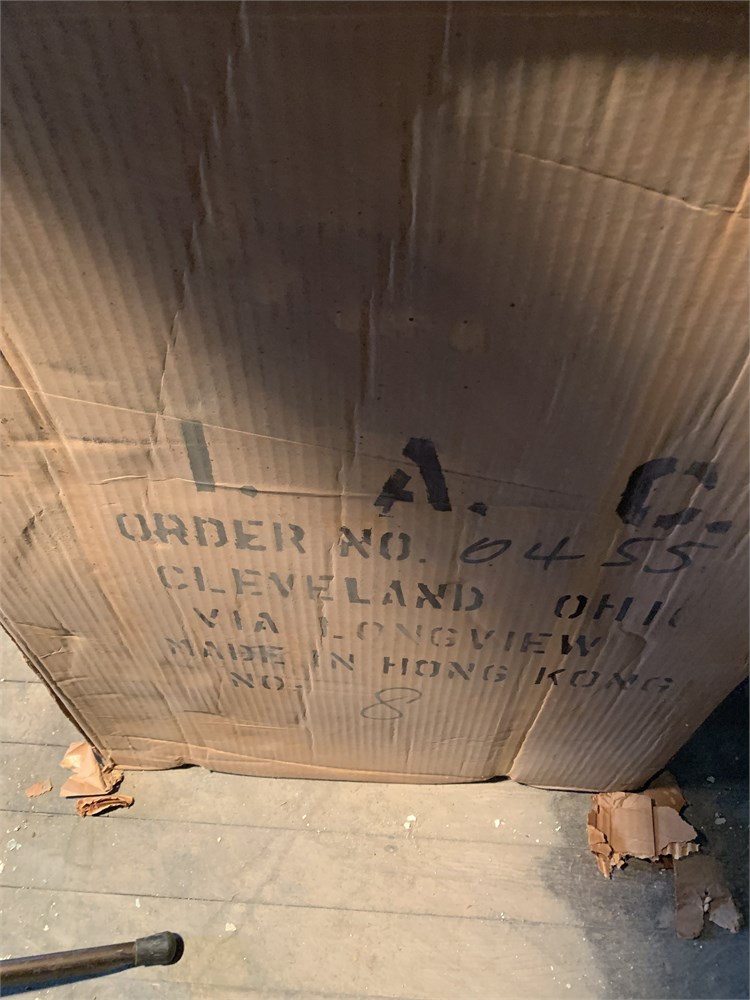 I. A. C.
ORDER NO. 0455
CLEVELAND OHIO
VIA LONGVIEW
MADE IN HONG KONG
NO. 8